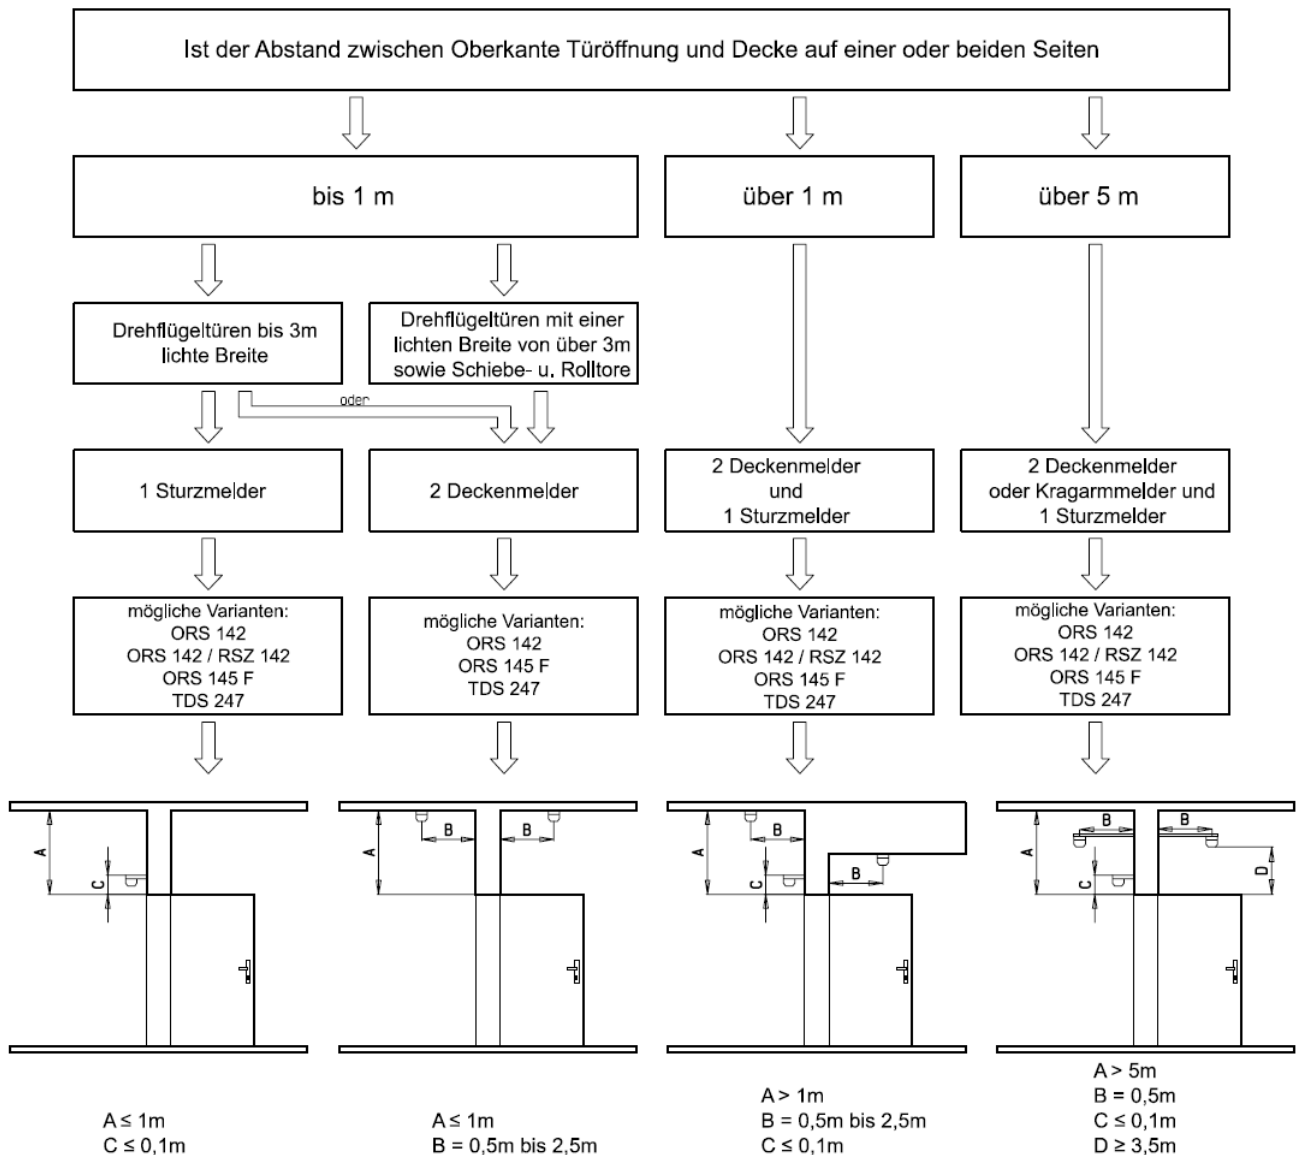 Ist der Abstand zwischen Oberkante Türöffnung und Decke auf einer oder beiden Seiten
bis 1 m
über 1 m
über 5 m
Drehflügeltüren bis 3m
lichte Breite
Drehflügeltüren mit einer
lichten Breite von über 3m
sowie Schiebe- u. Rolltore
oder
1 Sturzmelder
2 Deckenmelder
2 Deckenmelder
und
1 Sturzmelder
2 Deckenmelder
oder Kragarmmelder und
1 Sturzmelder
mögliche Varianten:
ORS 142
ORS 142 / RSZ 142
ORS 145 F
TDS 247
mögliche Varianten:
ORS 142
ORS 145 F
TDS 247
mögliche Varianten:
ORS 142
ORS 142 / RSZ 142
ORS 145 F
TDS 247
mögliche Varianten:
ORS 142
ORS 142 / RSZ 142
ORS 145 F
TDS 247
A
C
A
B
B
A
B
C
B
A
B
B
C
D
A ≤ 1m
C ≤ 0,1m
A ≤ 1m
B = 0,5m bis 2,5m
A > 1m
B = 0,5m bis 2,5m
C ≤ 0,1m
A > 5m
B = 0,5m
C ≤ 0,1m
D ≥ 3,5m